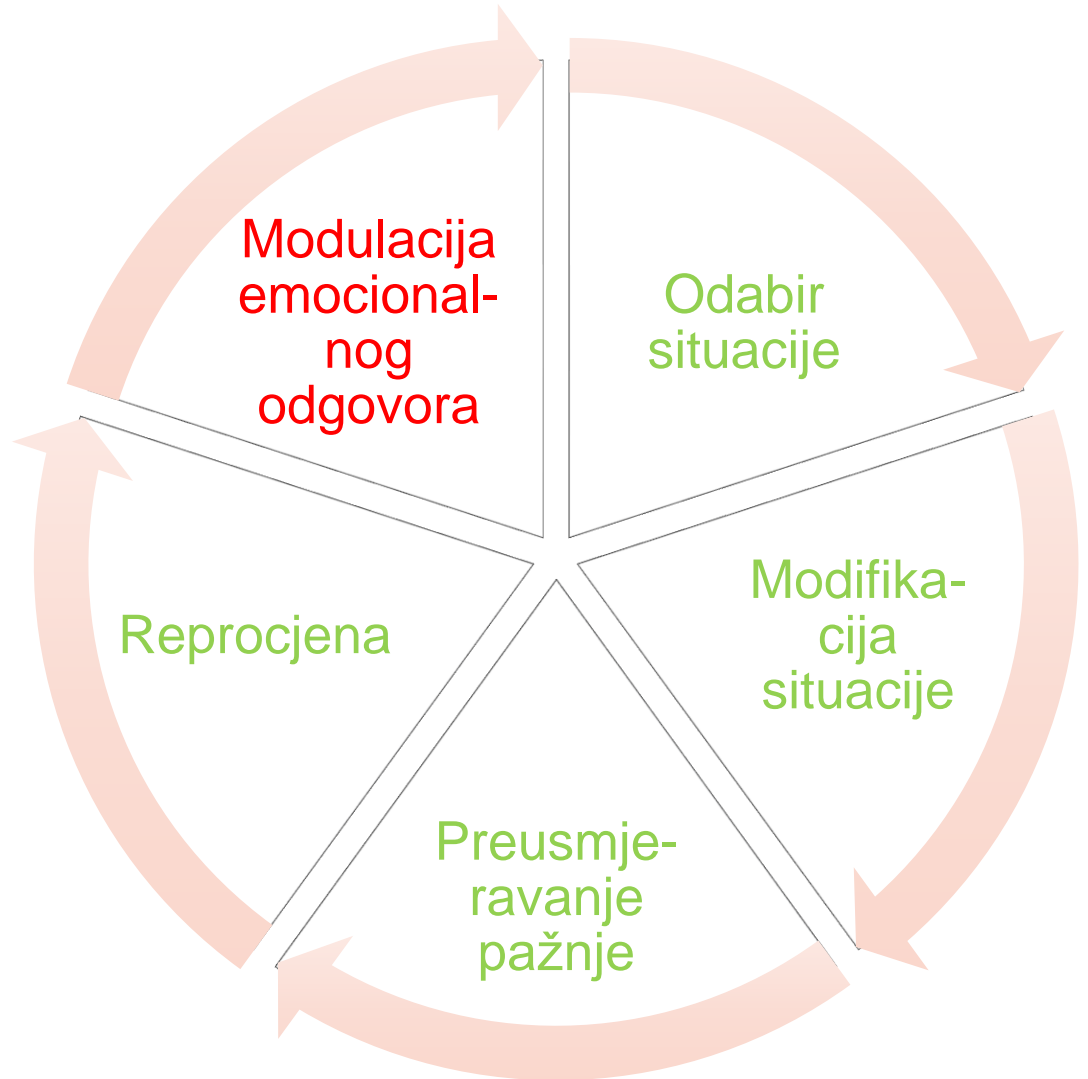 Modulacija
emocional-
nog
odgovora
Odabir
situacije
Modifika-
cija
situacije
Preusmje-
ravanje
pažnje
Reprocjena